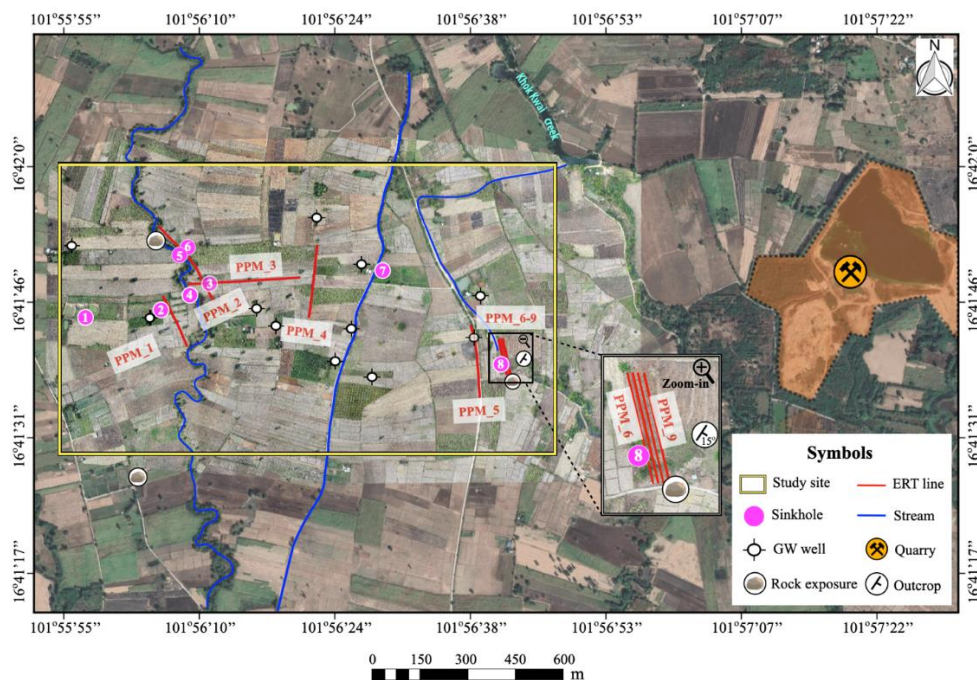 101°55’55” 101°56’10” 101°56’24” 101°56’38” 101°56’53” 101°57’07” 101°57’22”
N
Khok Kwai creek
16°42’0” 16°42’0”
6
5
PPM_3
7
3
4
16°41’46” 16°41’46”
2
PPM_2
1
PPM_4
PPM_6-9
PPM_1
8
Zoom-in
PPM_5
PPM_6
PPM_9
15°
8
16°41’31” 16°41’31”
Symbols
Study site ERT line
Sinkhole Stream
GW well Quarry
Rock exposure Outcrop
16°41’17” 16°41’17”
101°55’55” 101°56’10” 101°56’24” 101°56’38” 101°56’53” 101°57’07” 101°57’22”
0 150 300 450 600
m